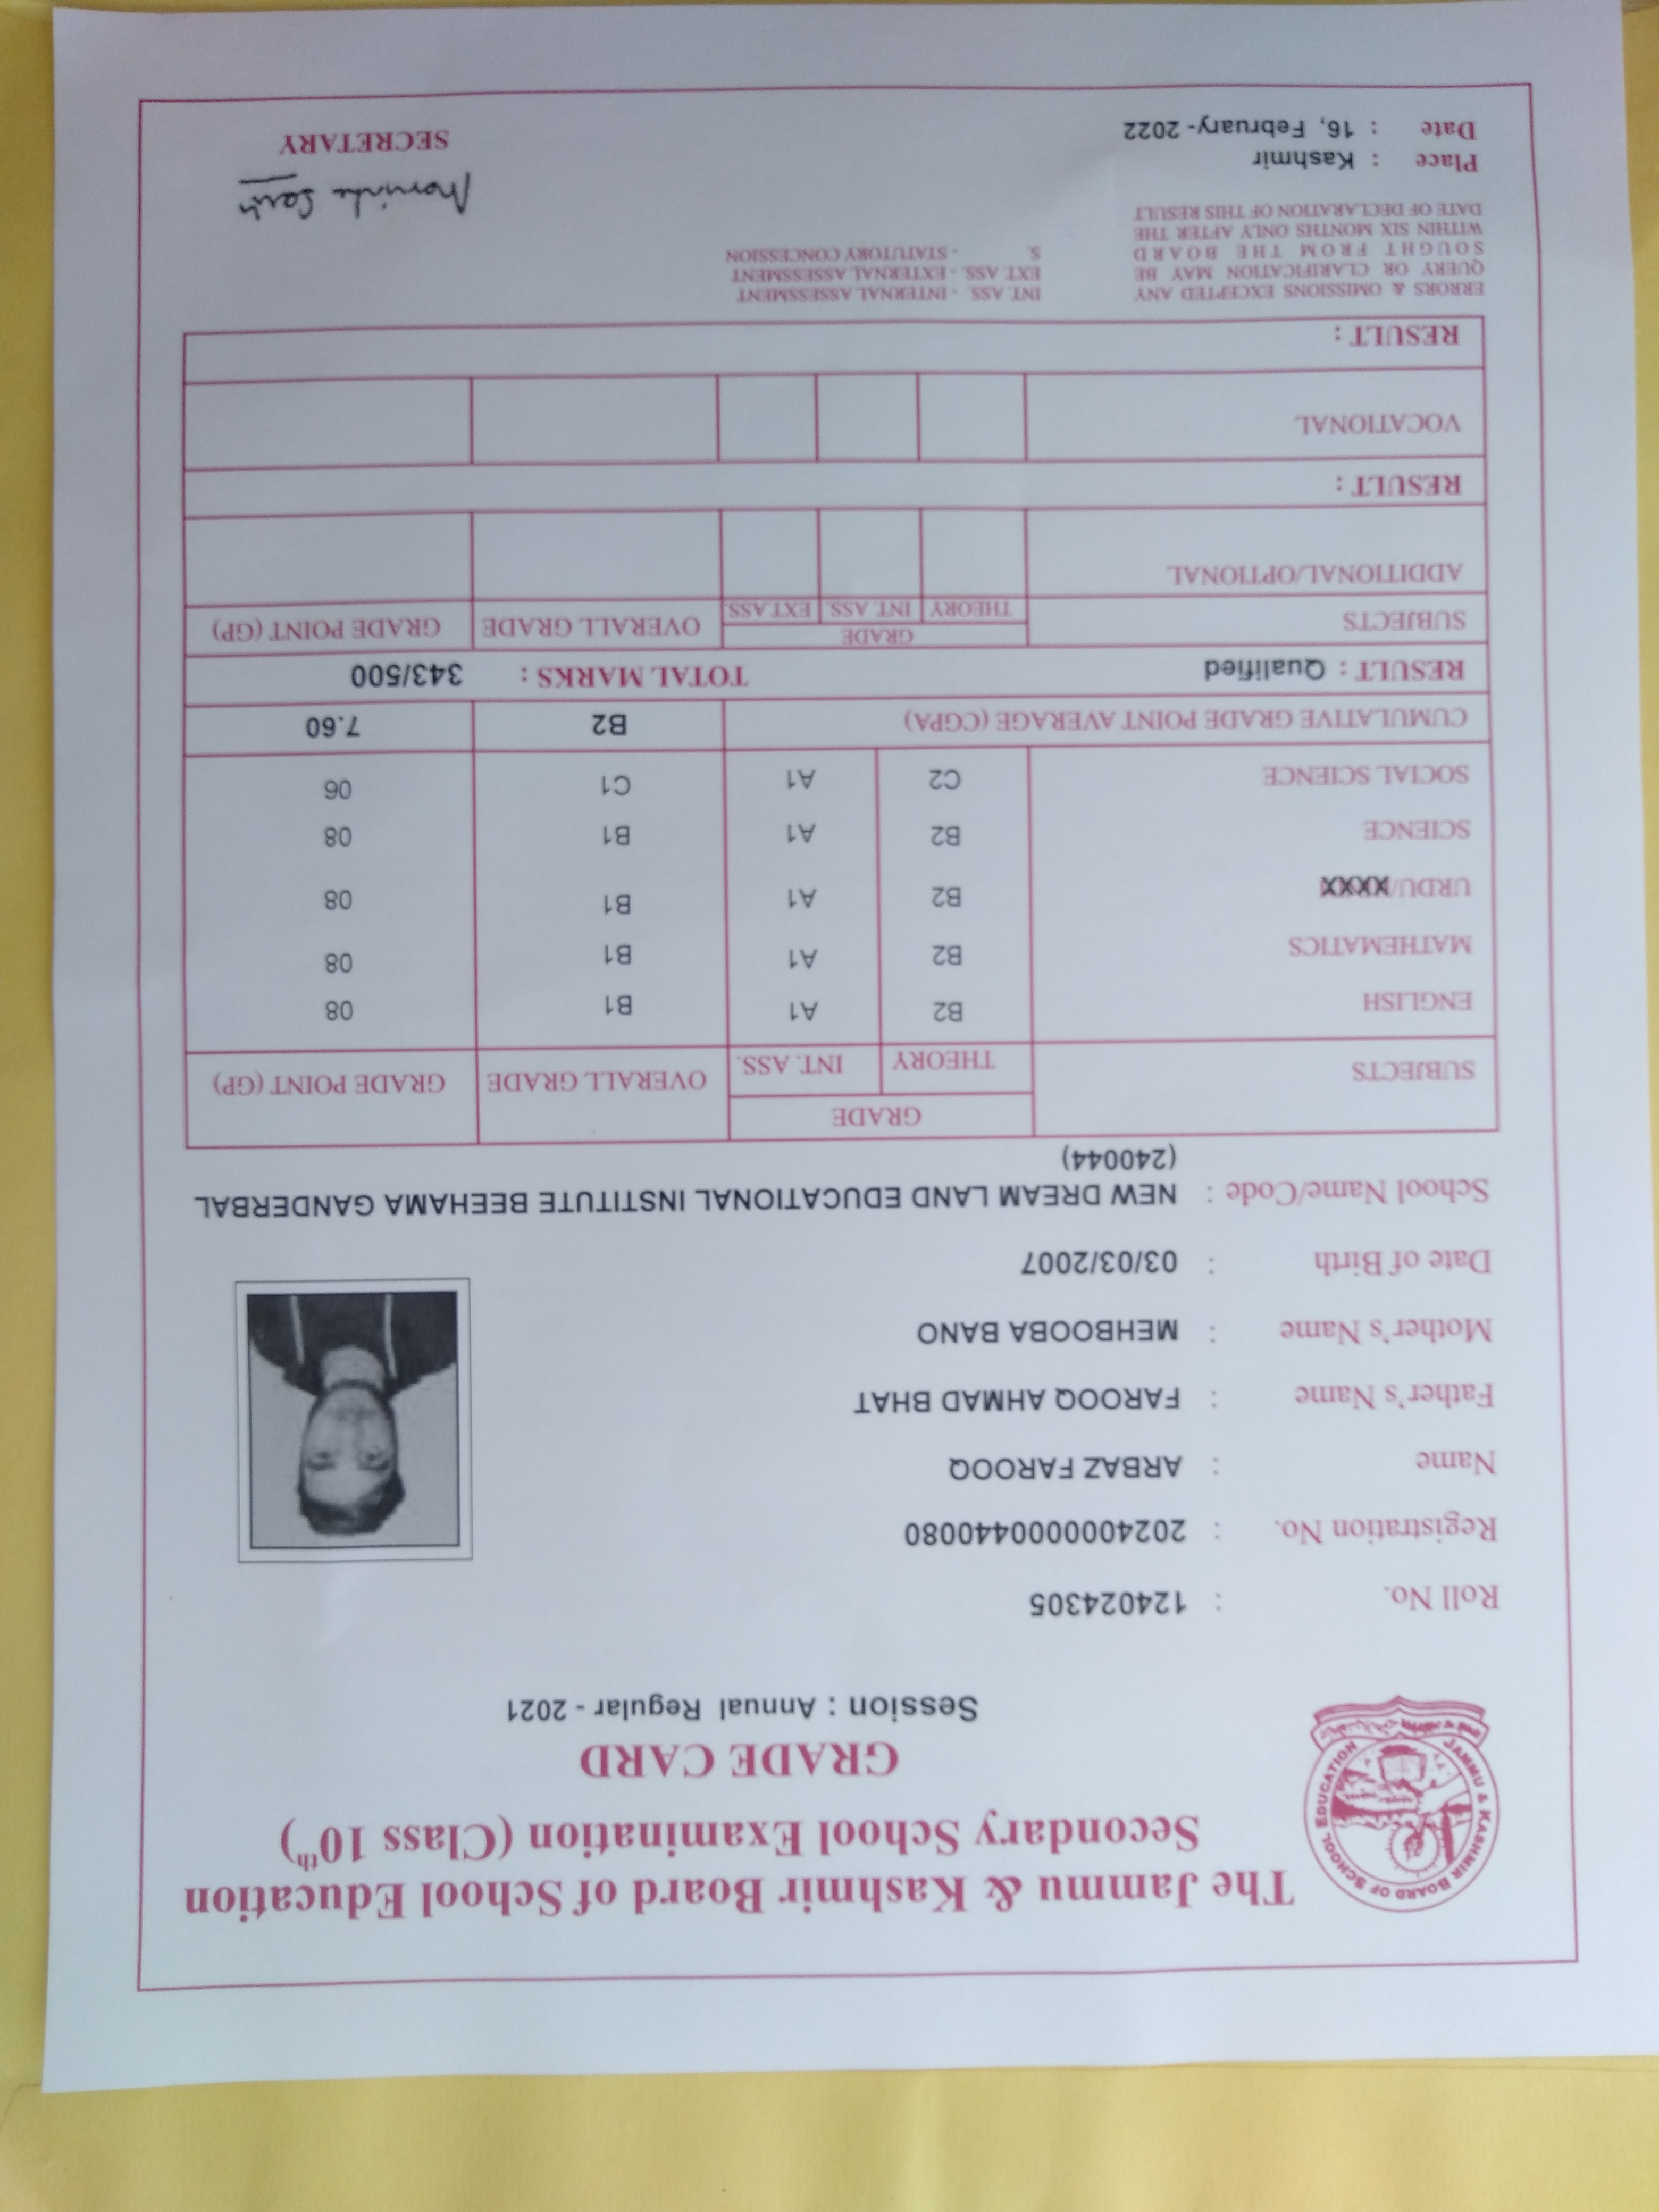 JAMMU & KASHMIR BOARD OF SCHOOL EDUCATION
The Jammu & Kashmir Board of School Education
Secondary School Examination (Class 10th)
GRADE CARD
Session : Annual Regular - 2021
Roll No. : 124024305
Registration No. : 2024000000440080
Name : ARBAZ FAROOQ
Father's Name : FAROOQ AHMAD BHAT
Mother's Name : MEHBOOBA BANO
Date of Birth : 03/03/2007
School Name/Code : NEW DREAM LAND EDUCATIONAL INSTITUTE BEEHAMA GANDERBAL
(240044)
SUBJECTS GRADE OVERALL GRADE GRADE POINT (GP)
THEORY INT. ASS.
ENGLISH B2 A1 B1 08
MATHEMATICS B2 A1 B1 08
URDU/XXXX B2 A1 B1 08
SCIENCE B2 A1 B1 08
SOCIAL SCIENCE C2 A1 C1 06
CUMULATIVE GRADE POINT AVERAGE (CGPA) B2 7.60
RESULT : Qualified TOTAL MARKS : 343/500
SUBJECTS GRADE OVERALL GRADE GRADE POINT (GP)
THEORY INT. ASS. EXT.ASS.
ADDITIONAL/OPTIONAL
RESULT :
VOCATIONAL
RESULT :
ERRORS & OMISSIONS EXCEPTED ANY
QUERY OR CLARIFICATION MAY BE
SOUGHT FROM THE BOARD
WITHIN SIX MONTHS ONLY AFTER THE
DATE OF DECLARATION OF THIS RESULT
INT. ASS. - INTERNAL ASSESSMENT
EXT. ASS. - EXTERNAL ASSESSMENT
S. - STATUTORY CONCESSION
Place : Kashmir
Date : 16, February- 2022
SECRETARY